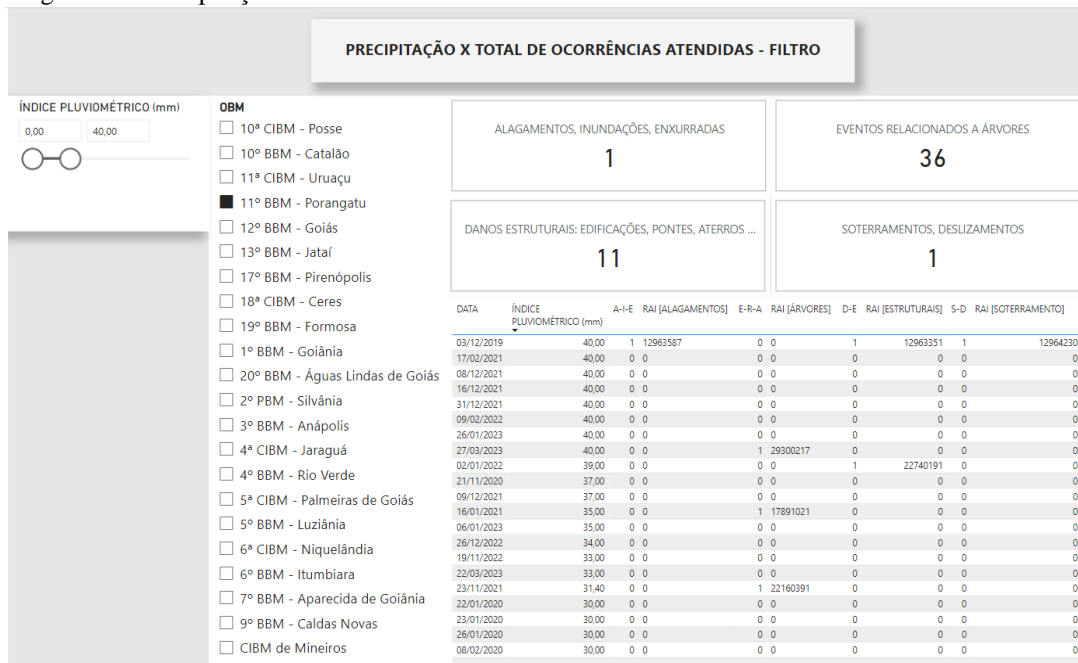 PRECIPITAÇÃO X TOTAL DE OCORRÊNCIAS ATENDIDAS - FILTRO
ÍNDICE PLUVIOMÉTRICO (mm)
0,00 40,00
OBM
10ª CIBM - Posse
10º BBM - Catalão
11ª CIBM - Uruaçu
11º BBM - Porangatu
12º BBM - Goiás
13º BBM - Jataí
17º BBM - Pirenópolis
18ª CIBM - Ceres
19º BBM - Formosa
1º BBM - Goiânia
20º BBM - Águas Lindas de Goiás
2º PBM - Silvânia
3º BBM - Anápolis
4ª CIBM - Jaraguá
4º BBM - Rio Verde
5ª CIBM - Palmeiras de Goiás
5º BBM - Luziânia
6ª CIBM - Niquelândia
6º BBM - Itumbiara
7º BBM - Aparecida de Goiânia
9º BBM - Caldas Novas
CIBM de Mineiros
ALAGAMENTOS, INUNDAÇÕES, ENXURRADAS
1
EVENTOS RELACIONADOS A ÁRVORES
36
DANOS ESTRUTURAIS: EDIFICAÇÕES, PONTES, ATERROS ...
11
SOTERRAMENTOS, DESLIZAMENTOS
1
DATA ÍNDICE PLUVIOMÉTRICO (mm) A-I-E RAI [ALAGAMENTOS] E-R-A RAI [ÁRVORES] D-E RAI [ESTRUTURAIS] S-D RAI [SOTERRAMENTO]
03/12/2019 40,00 1 12963587 0 0 1 12963351 1 12964230
17/02/2021 40,00 0 0 0 0 0 0 0 0
08/12/2021 40,00 0 0 0 0 0 0 0 0
16/12/2021 40,00 0 0 0 0 0 0 0 0
31/12/2021 40,00 0 0 0 0 0 0 0 0
09/02/2022 40,00 0 0 0 0 0 0 0 0
26/01/2023 40,00 0 0 0 0 0 0 0 0
27/03/2023 40,00 0 0 1 29300217 0 0 0 0
02/01/2022 39,00 0 0 0 0 1 22740191 0 0
21/11/2020 37,00 0 0 0 0 0 0 0 0
09/12/2021 37,00 0 0 0 0 0 0 0 0
16/01/2021 35,00 0 0 1 17891021 0 0 0 0
06/01/2023 35,00 0 0 0 0 0 0 0 0
26/12/2022 34,00 0 0 0 0 0 0 0 0
19/11/2022 33,00 0 0 0 0 0 0 0 0
22/03/2023 33,00 0 0 0 0 0 0 0 0
23/11/2021 31,40 0 0 1 22160391 0 0 0 0
22/01/2020 30,00 0 0 0 0 0 0 0 0
23/01/2020 30,00 0 0 0 0 0 0 0 0
26/01/2020 30,00 0 0 0 0 0 0 0 0
08/02/2020 30,00 0 0 0 0 0 0 0 0